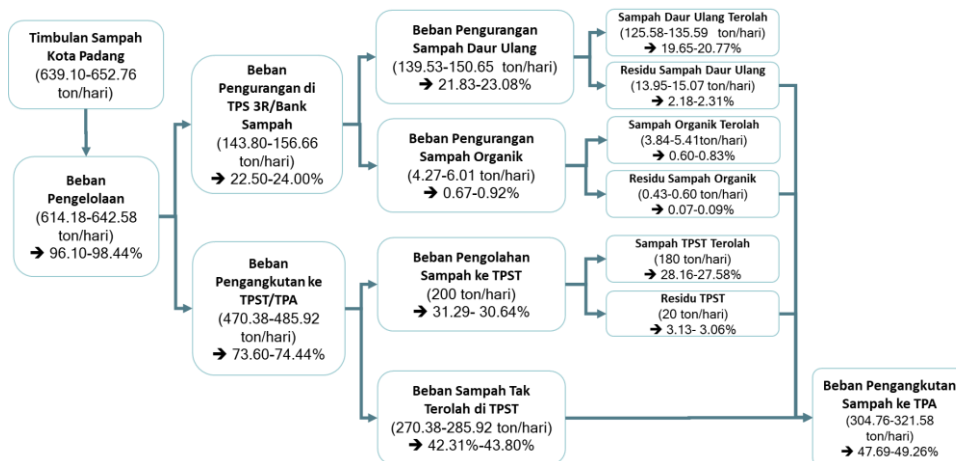 Timbulan Sampah
Kota Padang
(639.10-652.76
ton/hari)
Beban
Pengelolaan
(614.18-642.58
ton/hari)
➔ 96.10-98.44%
Beban
Pengurangan di
TPS 3R/Bank
Sampah
(143.80-156.66
ton/hari)
➔ 22.50-24.00%
Beban
Pengangkutan ke
TPST/TPA
(470.38-485.92
ton/hari)
➔ 73.60-74.44%
Beban Pengurangan
Sampah Daur Ulang
(139.53-150.65 ton/hari)
➔ 21.83-23.08%
Beban Pengurangan
Sampah Organik
(4.27-6.01 ton/hari)
➔ 0.67-0.92%
Beban Pengolahan
Sampah ke TPST
(200 ton/hari)
➔ 31.29- 30.64%
Beban Sampah Tak
Terolah di TPST
(270.38-285.92 ton/hari)
➔ 42.31%-43.80%
Sampah Daur Ulang Terolah
(125.58-135.59 ton/hari)
➔ 19.65-20.77%
Residu Sampah Daur Ulang
(13.95-15.07 ton/hari)
➔ 2.18-2.31%
Sampah Organik Terolah
(3.84-5.41ton/hari)
➔ 0.60-0.83%
Residu Sampah Organik
(0.43-0.60 ton/hari)
➔ 0.07-0.09%
Sampah TPST Terolah
(180 ton/hari)
➔ 28.16-27.58%
Residu TPST
(20 ton/hari)
➔ 3.13- 3.06%
Beban Pengangkutan
Sampah ke TPA
(304.76-321.58
ton/hari)
➔ 47.69-49.26%